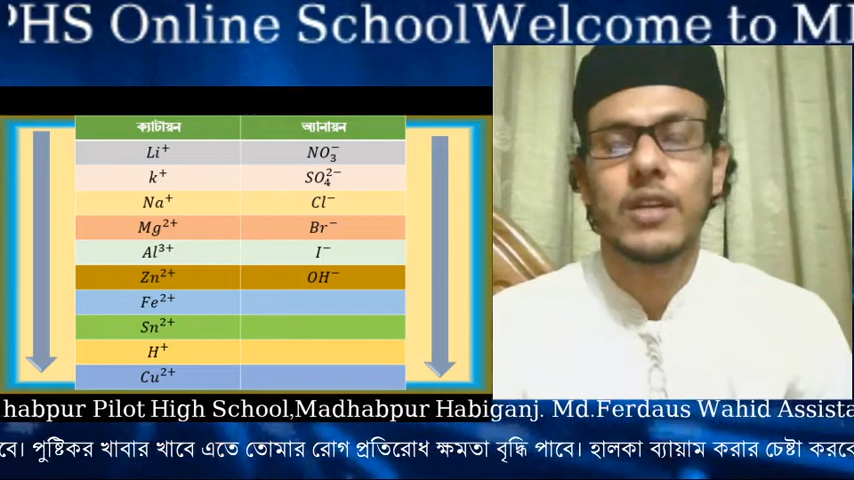 PHS Online SchoolWelcome to
ক্যাটায়ন অ্যানায়ন
Li⁺ NO₃⁻
k⁺ SO₄²⁻
Na⁺ Cl⁻
Mg²⁺ Br⁻
Al³⁺ I⁻
Zn²⁺ OH⁻
Fe²⁺
Sn²⁺
H⁺
Cu²⁺
habpur Pilot High School,Madhabpur Habiganj. Md.Ferdaus Wahid Assista
বে। পুষ্টিকর খাবার খাবে এতে তোমার রোগ প্রতিরোধ ক্ষমতা বৃদ্ধি পাবে। হালকা ব্যায়াম করার চেষ্টা করবে